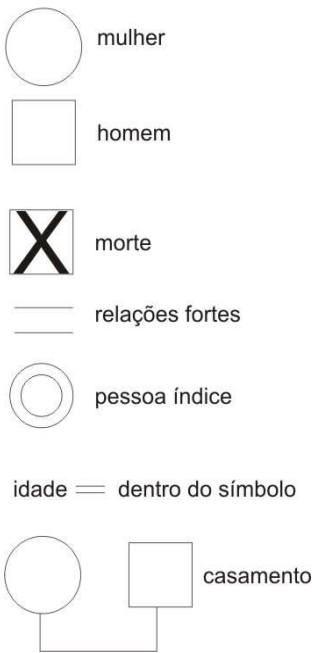 mulher
homem
morte
relações fortes
pessoa índice
idade = dentro do símbolo
casamento